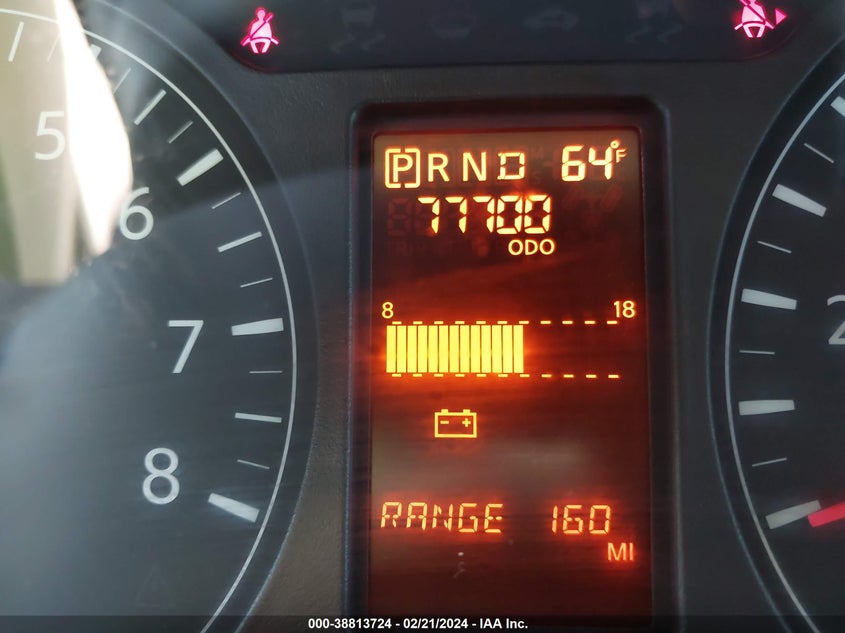 5
6
7
8
[P] R N D 64°F
77700
ODO
8 18
- +
RANGE 160
MI
2
000-38813724 - 02/21/2024 - IAA Inc.